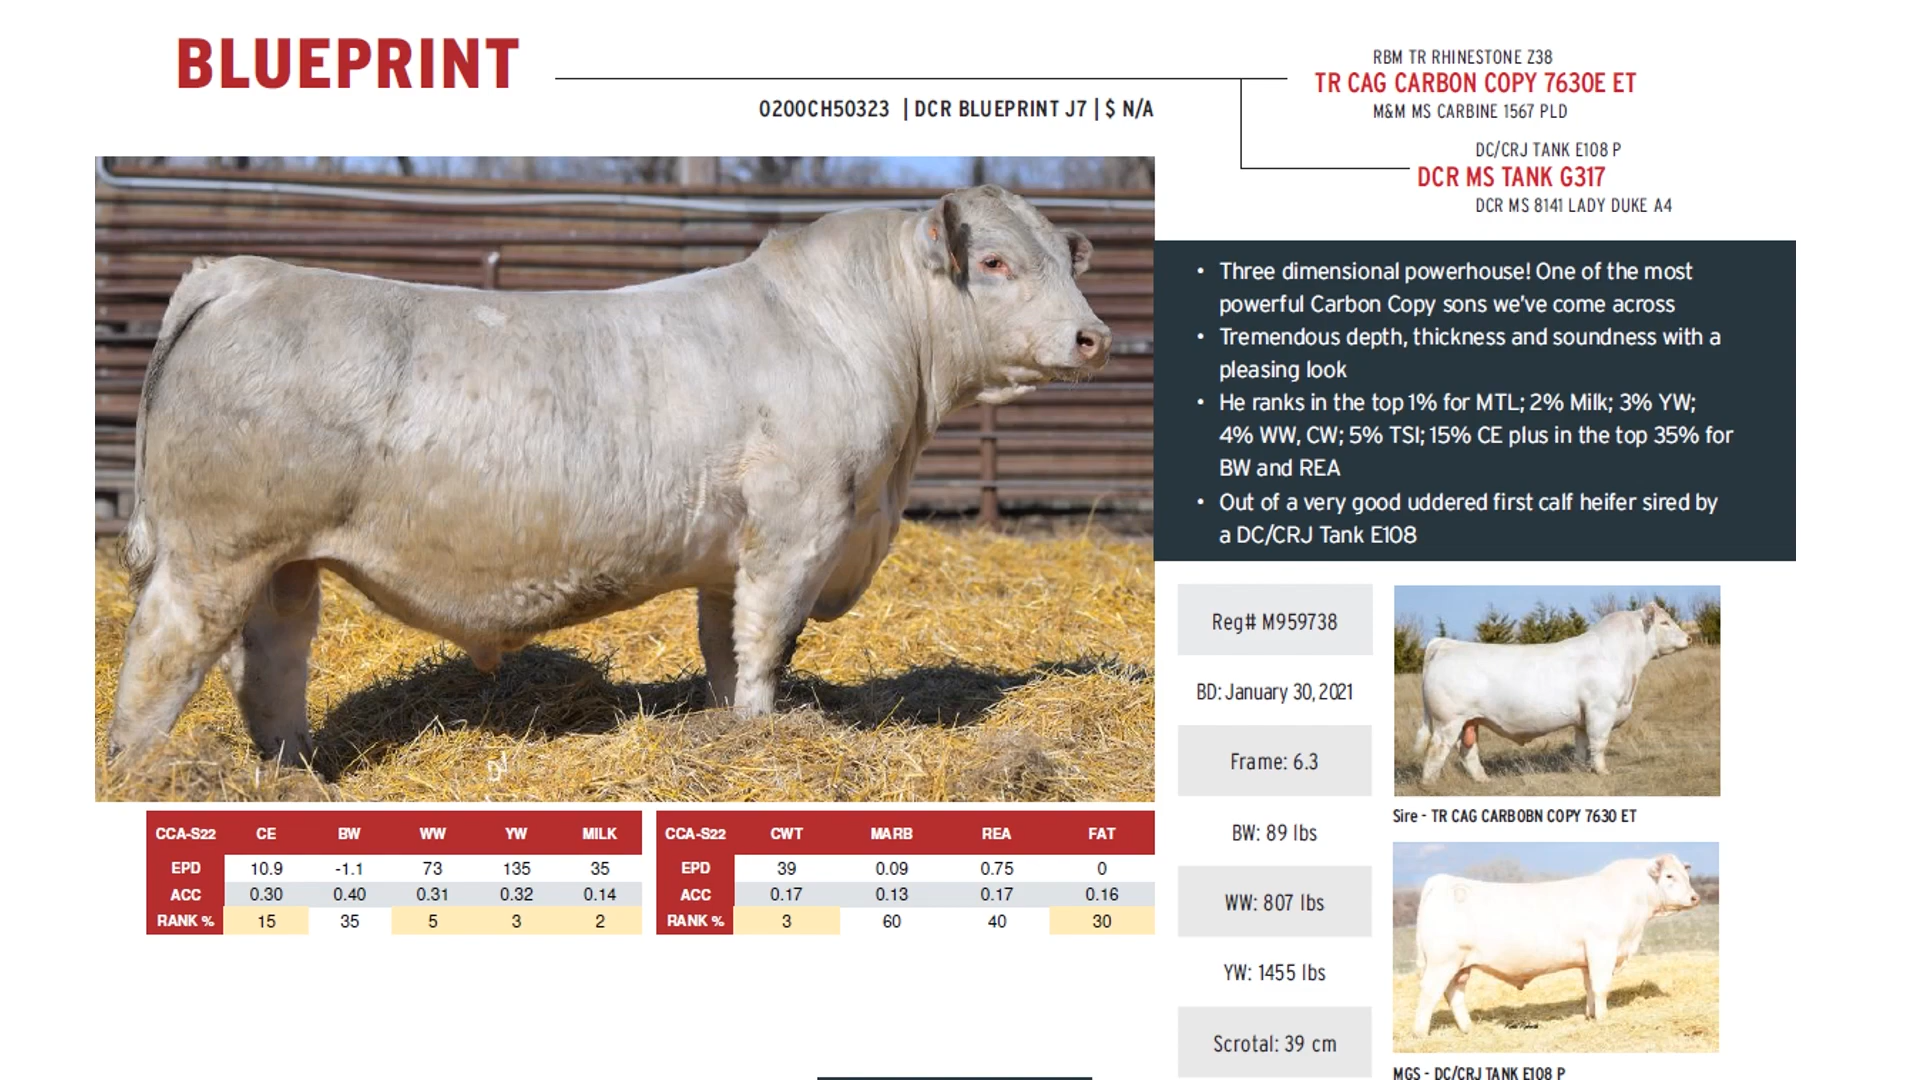 BLUEPRINT
0200CH50323 | DCR BLUEPRINT J7 | $ N/A
RBM TR RHINESTONE Z38
TR CAG CARBON COPY 7630E ET
M&M MS CARBINE 1567 PLD
DC/CRJ TANK E108 P
DCR MS TANK G317
DCR MS 8141 LADY DUKE A4
• Three dimensional powerhouse! One of the most
powerful Carbon Copy sons we've come across
• Tremendous depth, thickness and soundness with a
pleasing look
• He ranks in the top 1% for MTL; 2% Milk; 3% YW;
4% WW, CW; 5% TSI; 15% CE plus in the top 35% for
BW and REA
• Out of a very good uddered first calf heifer sired by
a DC/CRJ Tank E108
Reg# M959738
BD: January 30, 2021
Frame: 6.3
BW: 89 lbs
WW: 807 lbs
YW: 1455 lbs
Scrotal: 39 cm
Sire - TR CAG CARBOBN COPY 7630 ET
MGS - DC/CRJ TANK E108 P
CCA-S22 CE BW WW YW MILK
EPD 10.9 -1.1 73 135 35
ACC 0.30 0.40 0.31 0.32 0.14
RANK % 15 35 5 3 2
CCA-S22 CWT MARB REA FAT
EPD 39 0.09 0.75 0
ACC 0.17 0.13 0.17 0.16
RANK % 3 60 40 30